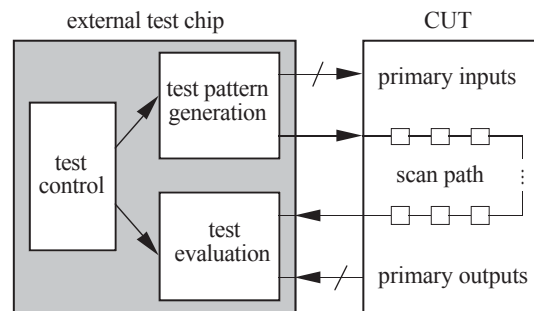 external test chip
CUT
test pattern
generation
primary inputs
test
control
scan path
test
evaluation
primary outputs